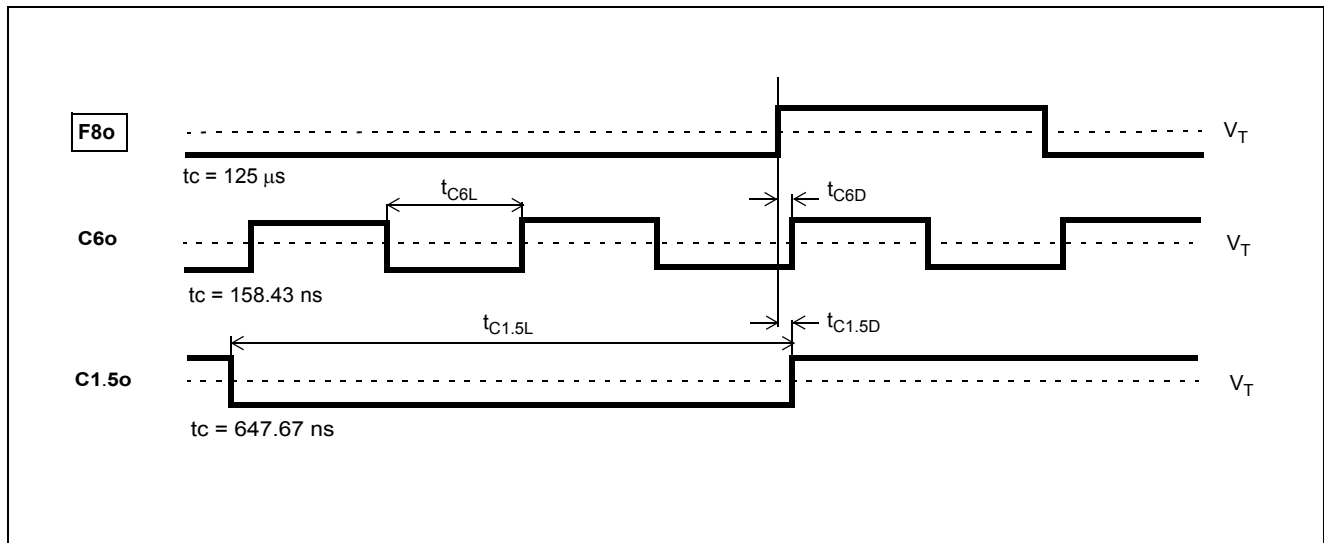 F8o
V_T
tc = 125 μs
t_C6L
t_C6D
C6o
V_T
tc = 158.43 ns
t_C1.5L
t_C1.5D
C1.5o
V_T
tc = 647.67 ns